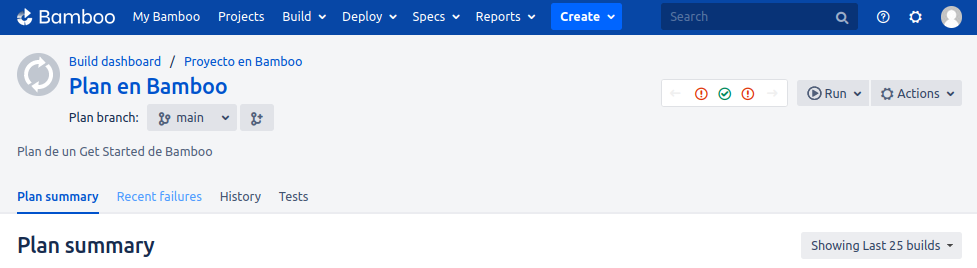 Bamboo My Bamboo Projects Build Deploy Specs Reports Create Search
Build dashboard / Proyecto en Bamboo
Plan en Bamboo
Run Actions
Plan branch: main
Plan de un Get Started de Bamboo
Plan summary Recent failures History Tests
Plan summary Showing Last 25 builds